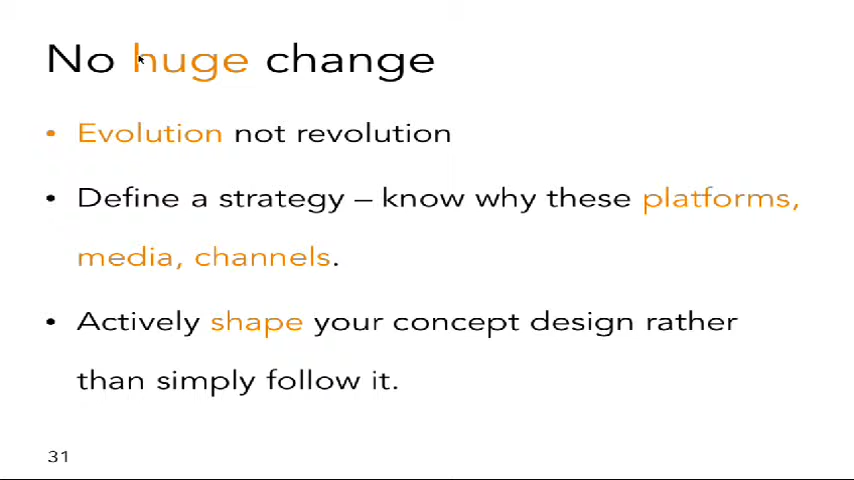 No huge change
• Evolution not revolution
• Define a strategy – know why these platforms,
media, channels.
• Actively shape your concept design rather
than simply follow it.
31